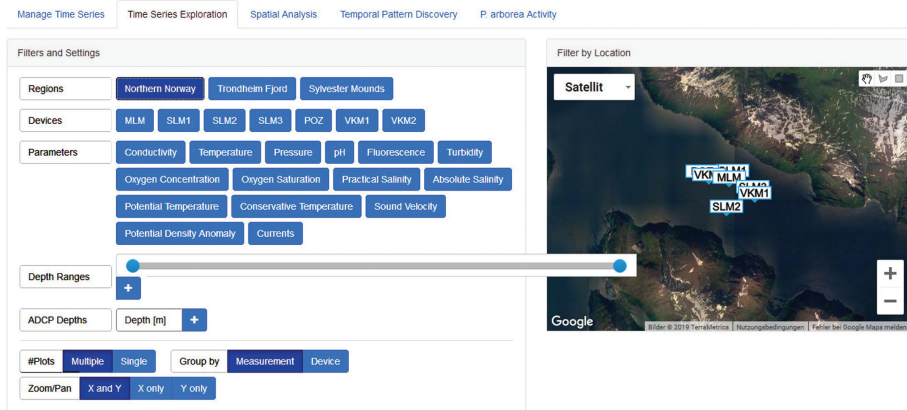 Manage Time Series Time Series Exploration Spatial Analysis Temporal Pattern Discovery P. arborea Activity
Filters and Settings
Regions Northern Norway Trondheim Fjord Sylvester Mounds
Devices MLM SLM1 SLM2 SLM3 POZ VKM1 VKM2
Parameters Conductivity Temperature Pressure pH Fluorescence Turbidity
Oxygen Concentration Oxygen Saturation Practical Salinity Absolute Salinity
Potential Temperature Conservative Temperature Sound Velocity
Potential Density Anomaly Currents
Depth Ranges
+
ADCP Depths Depth [m] +
#Plots Multiple Single Group by Measurement Device
Zoom/Pan X and Y X only Y only
Filter by Location
Satellit
SLM1
MLM
VKM1
SLM2
+
−
Google
Bilder © 2019 TerraMetrics Nutzungsbedingungen Fehler bei Google Maps melden